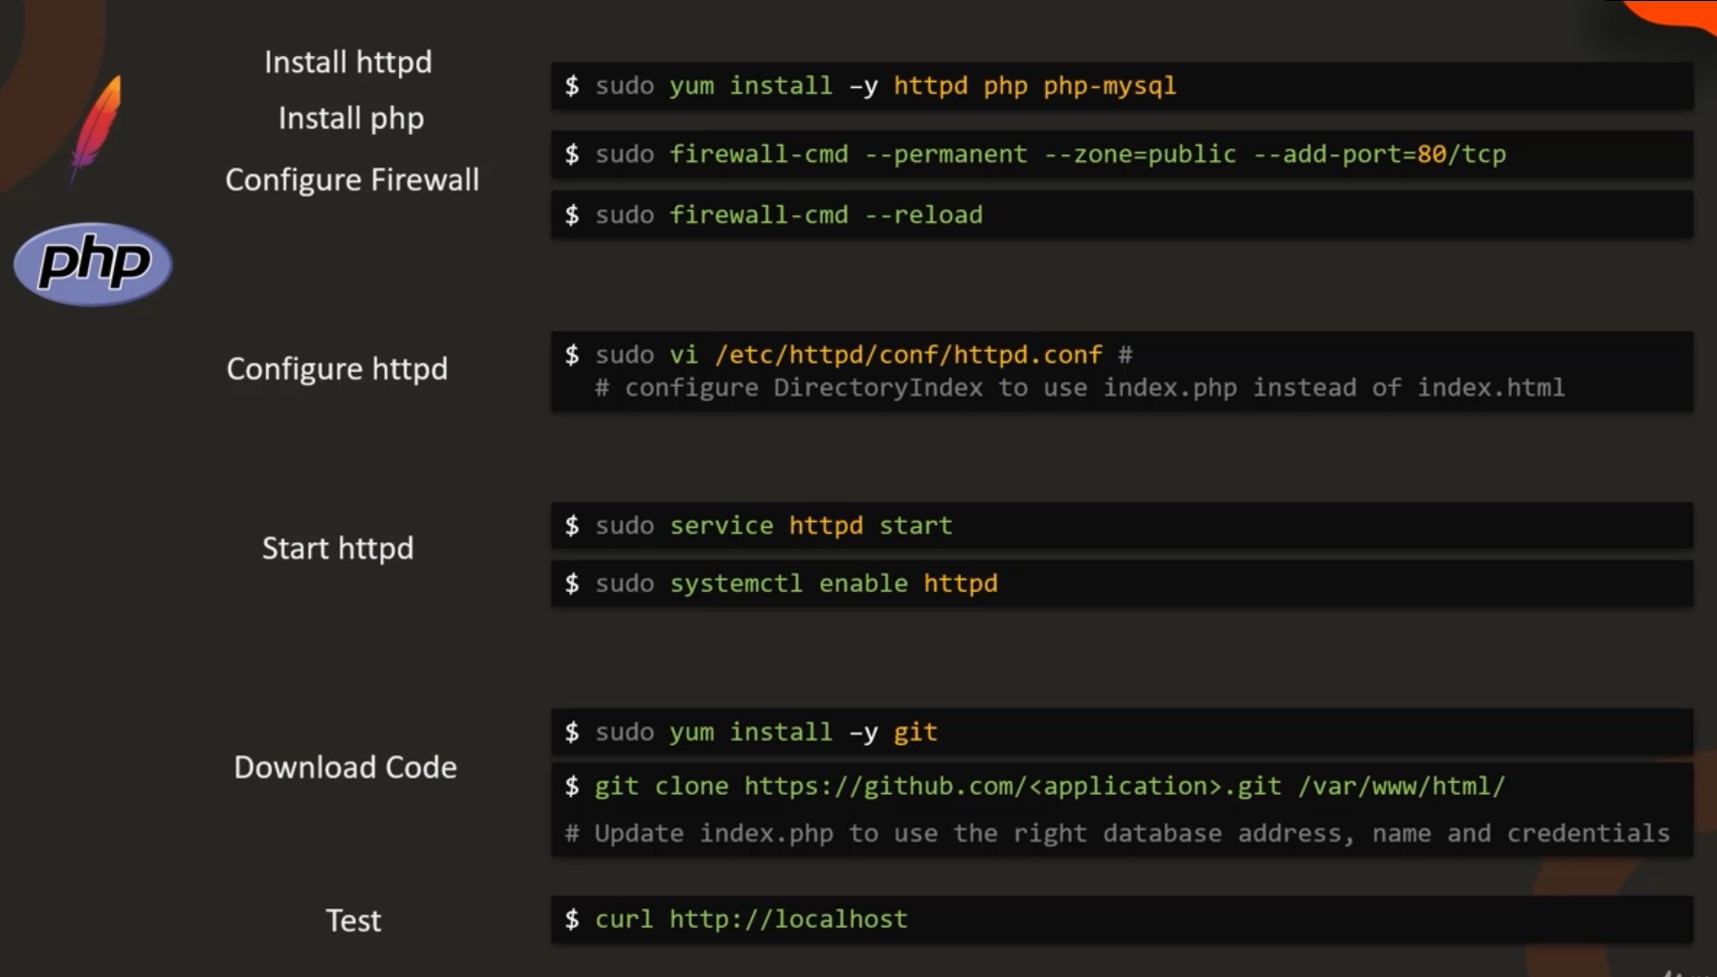 Install httpd
$ sudo yum install –y httpd php php-mysql
Install php
$ sudo firewall-cmd --permanent --zone=public --add-port=80/tcp
Configure Firewall
$ sudo firewall-cmd --reload
php
Configure httpd
$ sudo vi /etc/httpd/conf/httpd.conf #
# configure DirectoryIndex to use index.php instead of index.html
Start httpd
$ sudo service httpd start
$ sudo systemctl enable httpd
Download Code
$ sudo yum install –y git
$ git clone https://github.com/<application>.git /var/www/html/
# Update index.php to use the right database address, name and credentials
Test
$ curl http://localhost